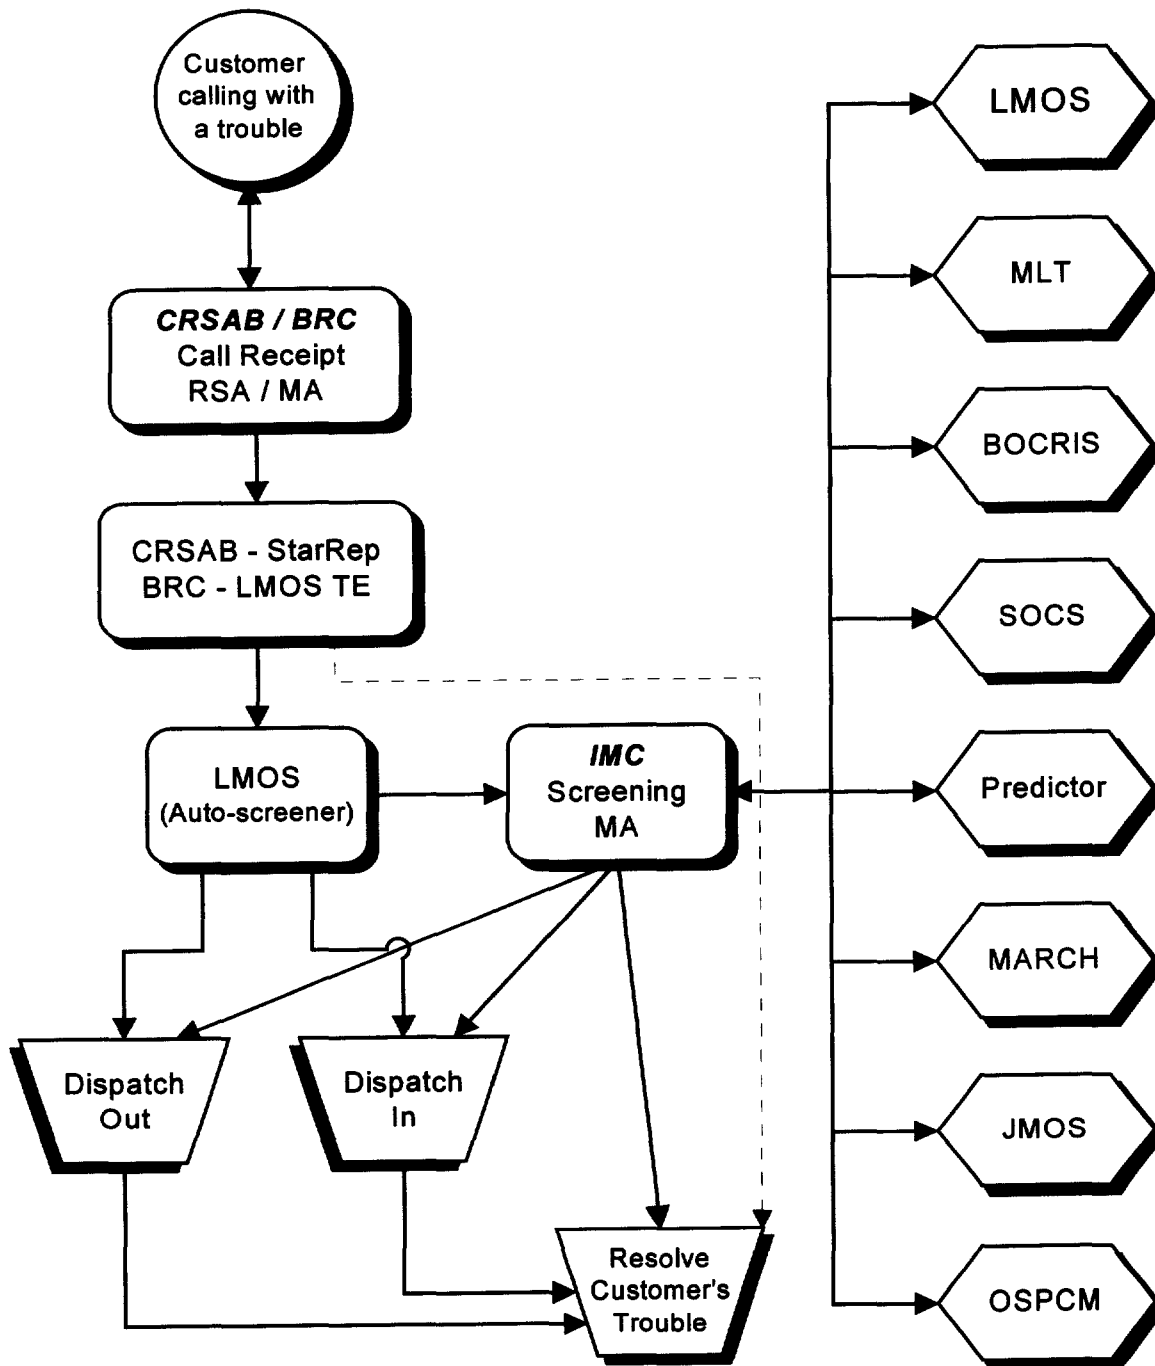 Customer
calling with
a trouble
CRSAB / BRC
Call Receipt
RSA / MA
CRSAB - StarRep
BRC - LMOS TE
LMOS
(Auto-screener)
IMC
Screening
MA
Dispatch
Out
Dispatch
In
Resolve
Customer's
Trouble
LMOS
MLT
BOCRIS
SOCS
Predictor
MARCH
JMOS
OSPCM